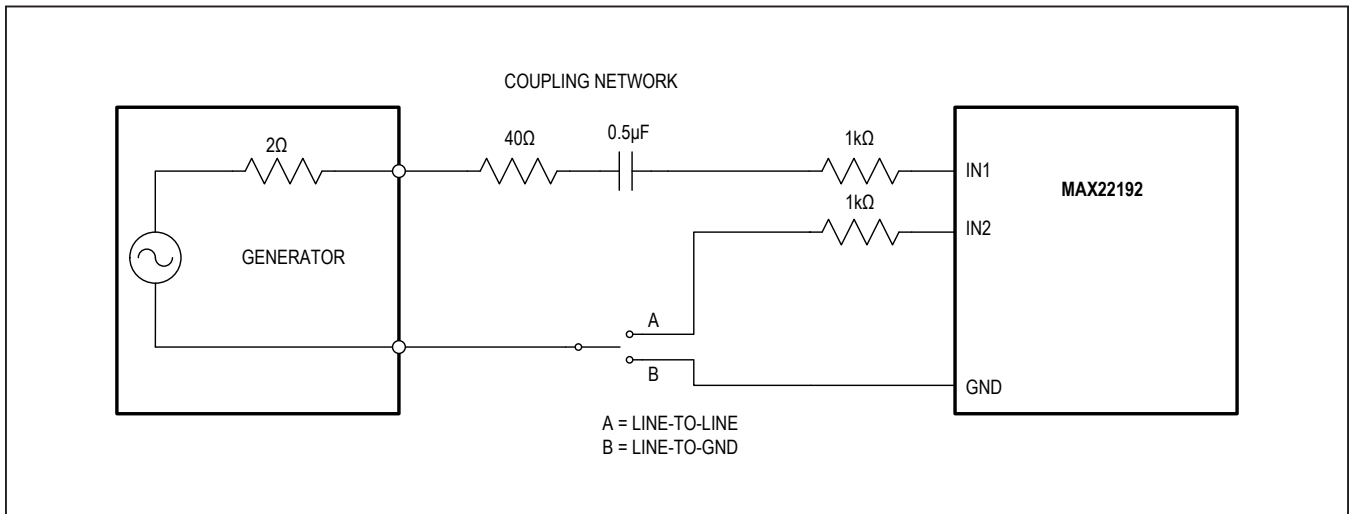 COUPLING NETWORK
2Ω
40Ω
0.5µF
1kΩ
IN1
MAX22192
1kΩ
IN2
GENERATOR
A
B
GND
A = LINE-TO-LINE
B = LINE-TO-GND